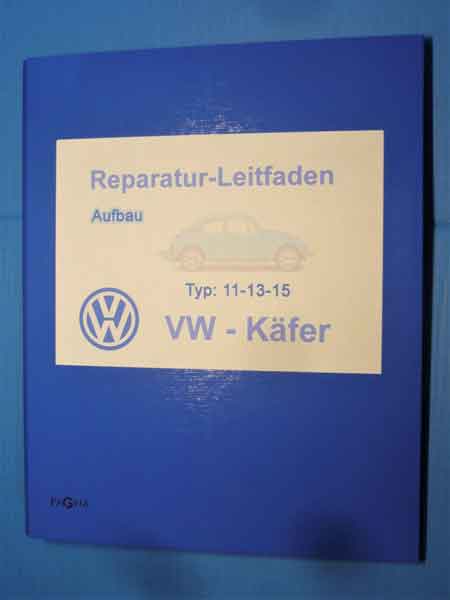 Reparatur-Leitfaden
Aufbau
Typ: 11-13-15
VW - Käfer